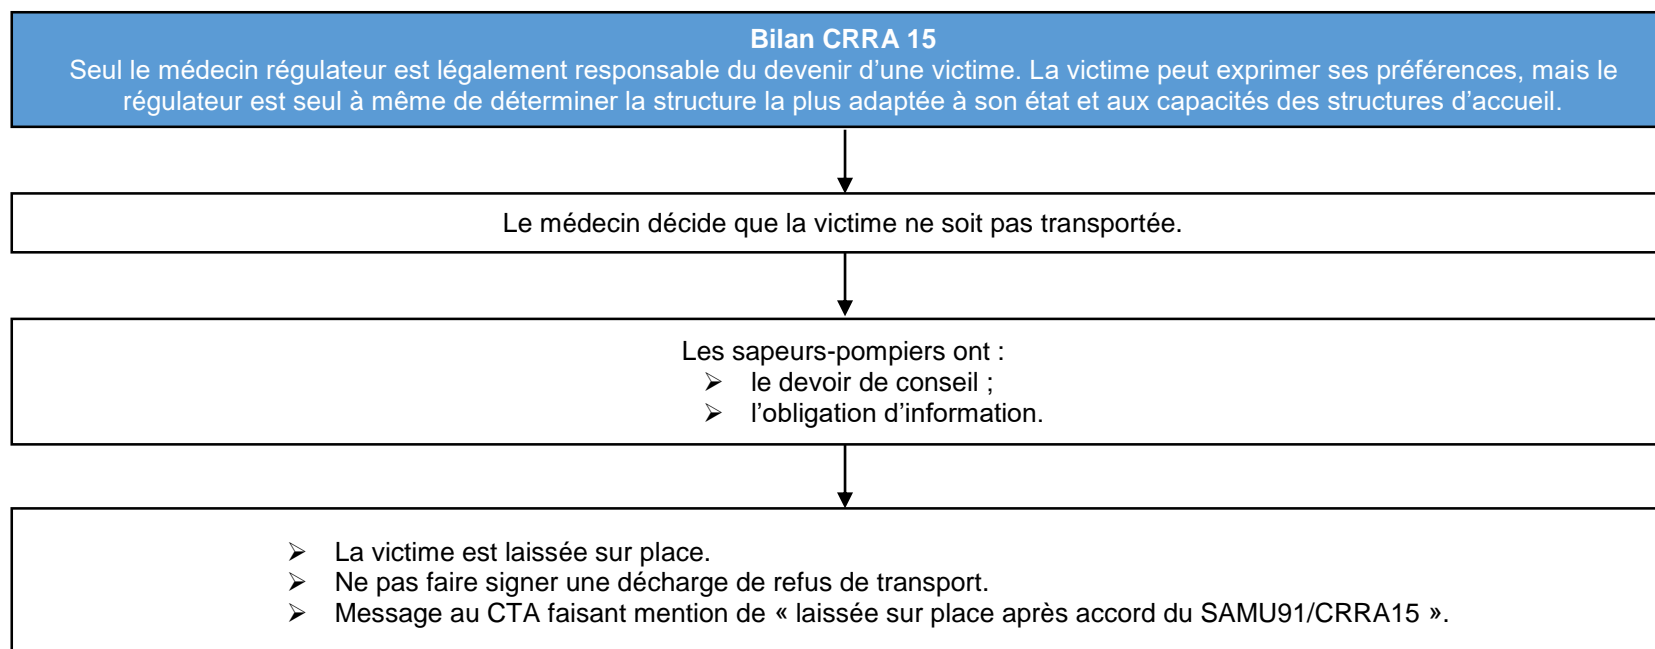 Bilan CRRA 15
Seul le médecin régulateur est légalement responsable du devenir d'une victime. La victime peut exprimer ses préférences, mais le
régulateur est seul à même de déterminer la structure la plus adaptée à son état et aux capacités des structures d'accueil.
Le médecin décide que la victime ne soit pas transportée.
Les sapeurs-pompiers ont :
➢ le devoir de conseil ;
➢ l'obligation d'information.
➢ La victime est laissée sur place.
➢ Ne pas faire signer une décharge de refus de transport.
➢ Message au CTA faisant mention de « laissée sur place après accord du SAMU91/CRRA15 ».